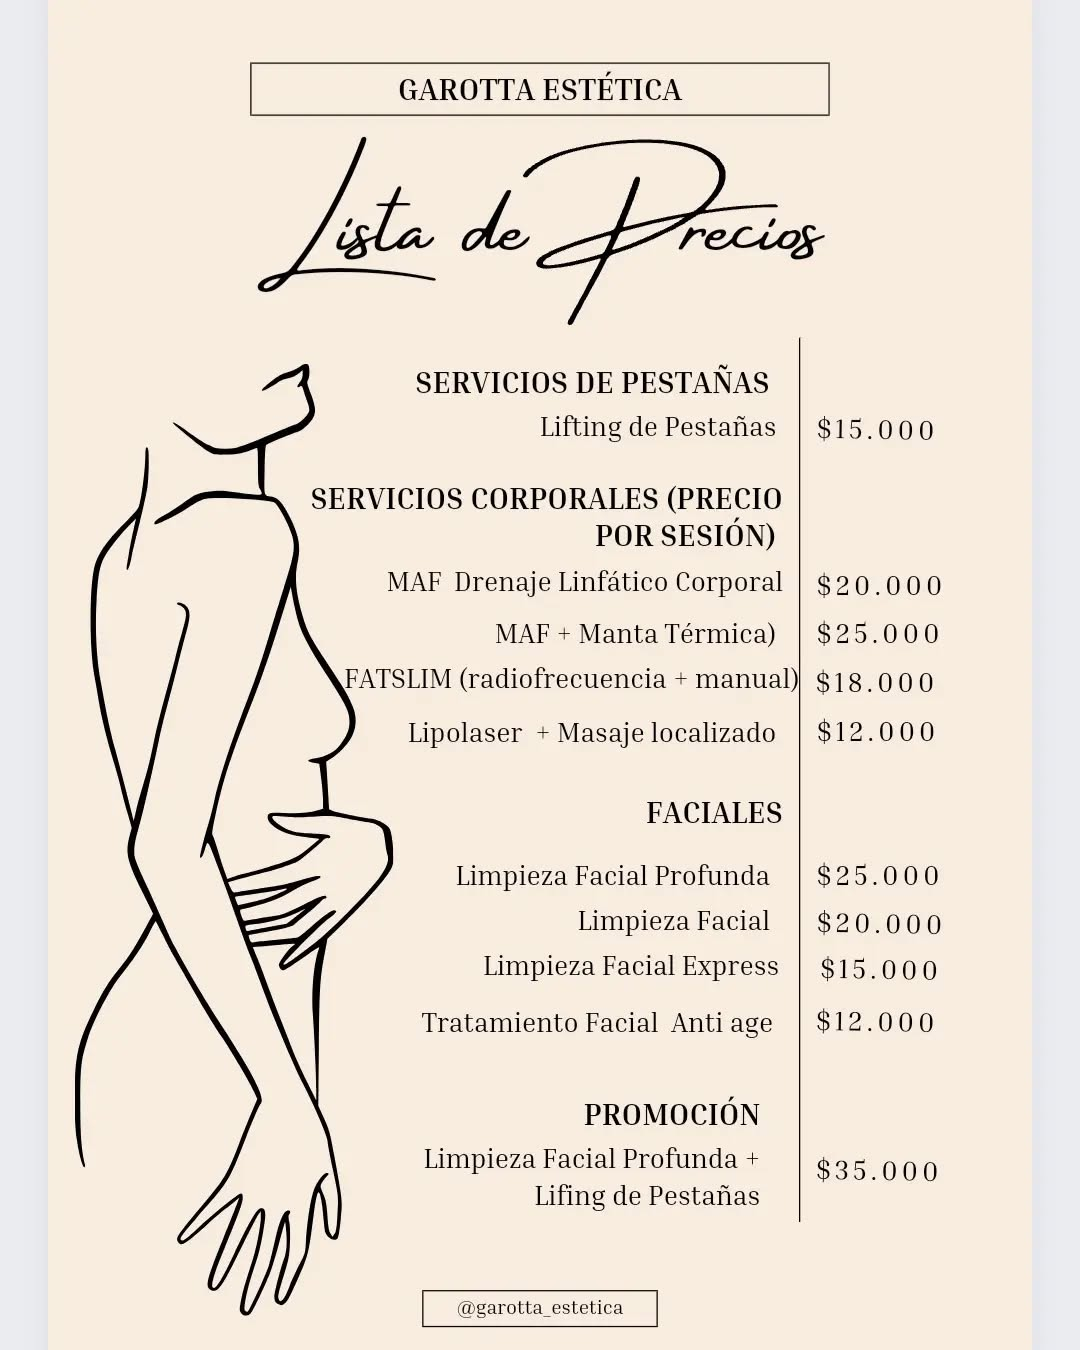 GAROTTA ESTÉTICA
Lista de Precios
SERVICIOS DE PESTAÑAS
Lifting de Pestañas $15.000
SERVICIOS CORPORALES (PRECIO
POR SESIÓN)
MAF Drenaje Linfático Corporal $20.000
MAF + Manta Térmica) $25.000
FATSLIM (radiofrecuencia + manual) $18.000
Lipolaser + Masaje localizado $12.000
FACIALES
Limpieza Facial Profunda $25.000
Limpieza Facial $20.000
Limpieza Facial Express $15.000
Tratamiento Facial Anti age $12.000
PROMOCIÓN
Limpieza Facial Profunda +
Lifing de Pestañas $35.000
@garotta_estetica